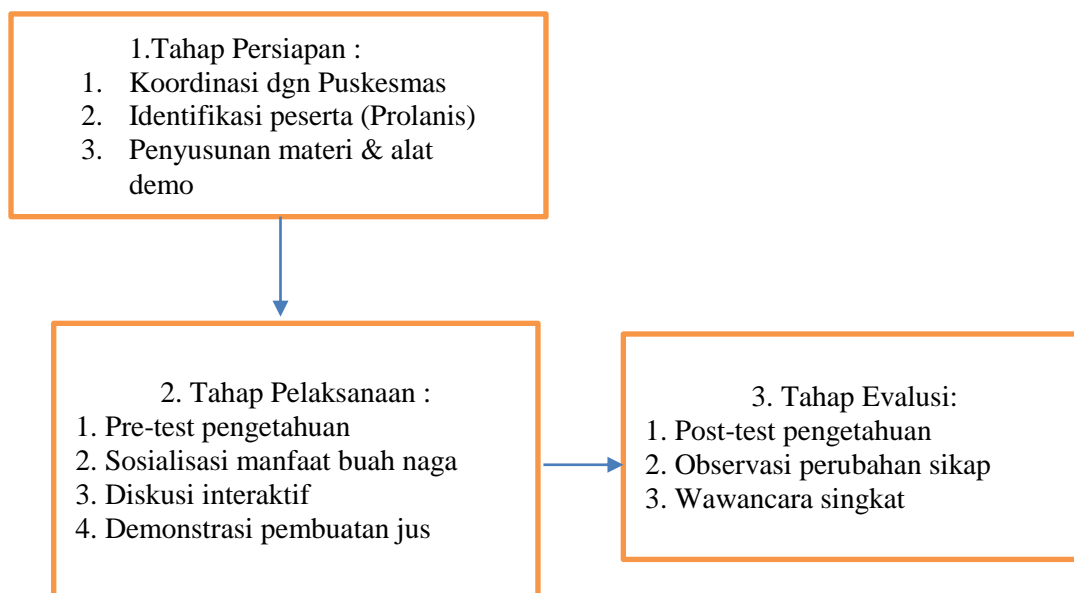 1.Tahap Persiapan :
1. Koordinasi dgn Puskesmas
2. Identifikasi peserta (Prolanis)
3. Penyusunan materi & alat
demo
2. Tahap Pelaksanaan :
1. Pre-test pengetahuan
2. Sosialisasi manfaat buah naga
3. Diskusi interaktif
4. Demonstrasi pembuatan jus
3. Tahap Evalusi:
1. Post-test pengetahuan
2. Observasi perubahan sikap
3. Wawancara singkat